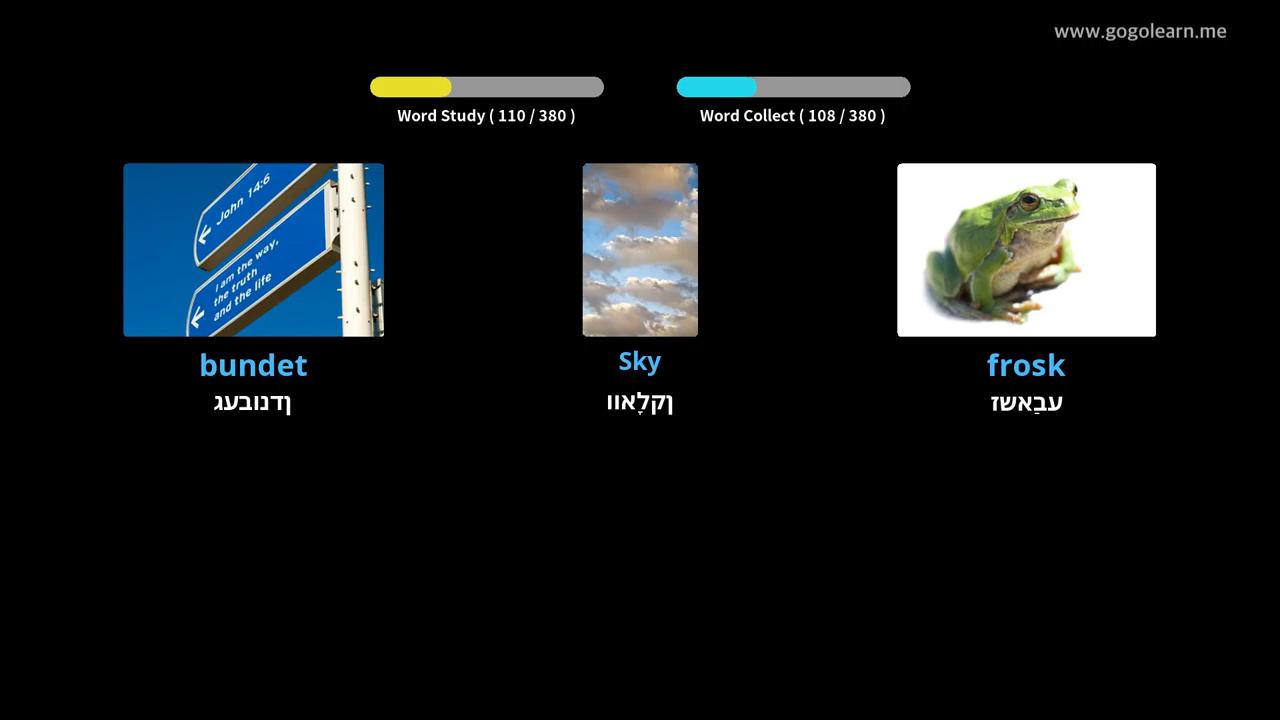 www.gogolearn.me
Word Study ( 110 / 380 )
Word Collect ( 108 / 380 )
John 14:6
I am the way,
the truth
and the life
bundet
ןדנובעג
Sky
ןקלָאוו
frosk
עבַאשז